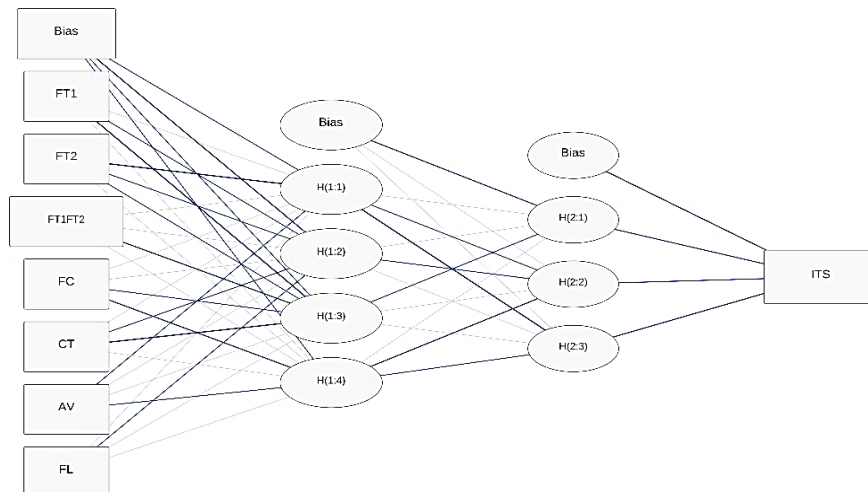 Bias
FT1
FT2
FT1FT2
FC
CT
AV
FL
Bias
H(1:1)
H(1:2)
H(1:3)
H(1:4)
Bias
H(2:1)
H(2:2)
H(2:3)
ITS